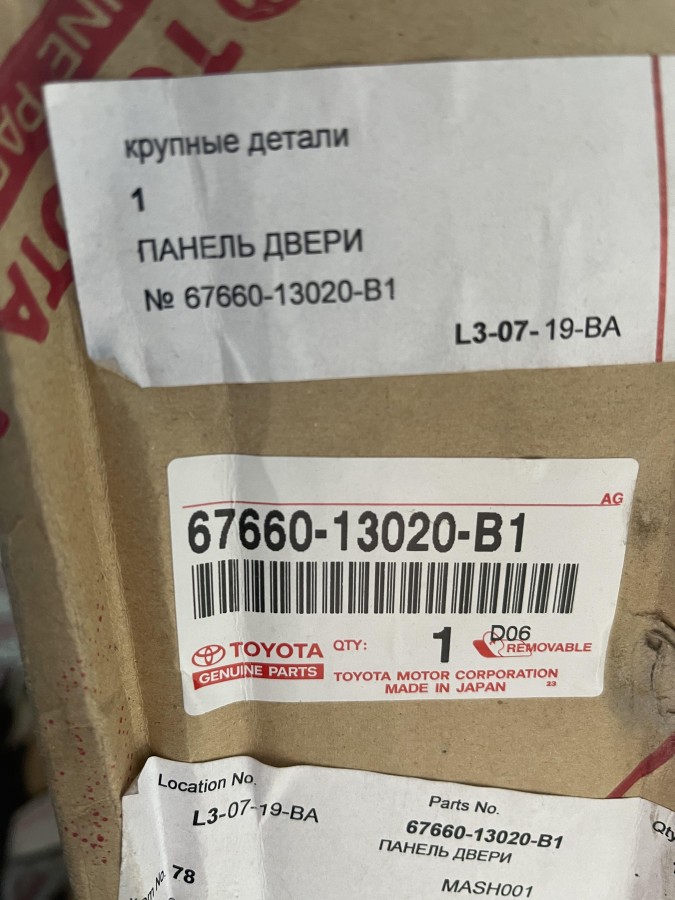 TOYOTA
крупные детали
1
ПАНЕЛЬ ДВЕРИ
№ 67660-13020-B1
L3-07-19-BA
AG
67660-13020-B1
TOYOTA
GENUINE PARTS
QTY: 1
D06
REMOVABLE
TOYOTA MOTOR CORPORATION
MADE IN JAPAN 23
Location No.
L3-07-19-BA
Parts No.
67660-13020-B1
ПАНЕЛЬ ДВЕРИ
MASH001
No. 78